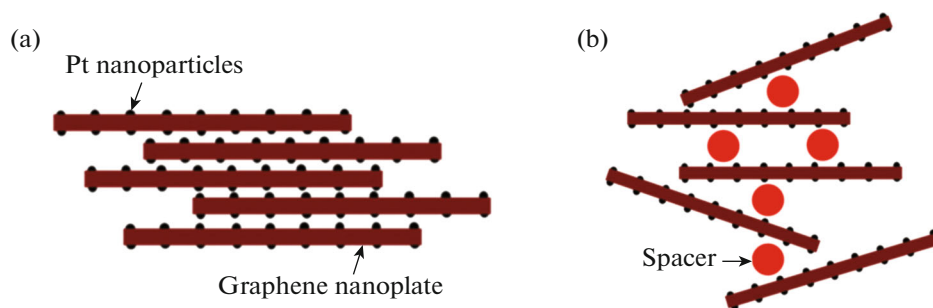 (a)
Pt nanoparticles
Graphene nanoplate
(b)
Spacer